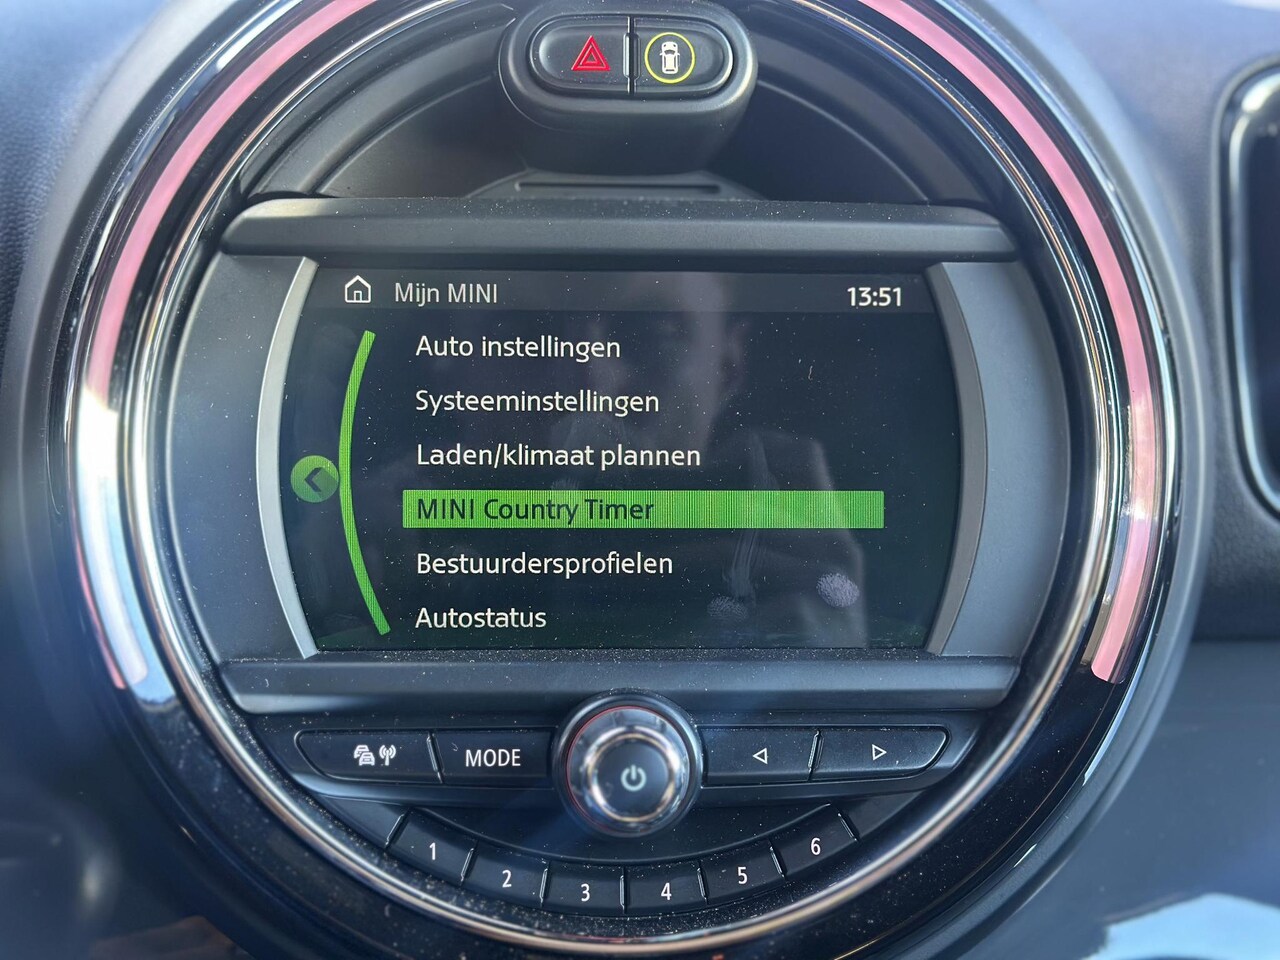 Mijn MINI 13:51
Auto instellingen
Systeeminstellingen
Laden/klimaat plannen
MINI Country Timer
Bestuurdersprofielen
Autostatus
MODE
1 2 3 4 5 6